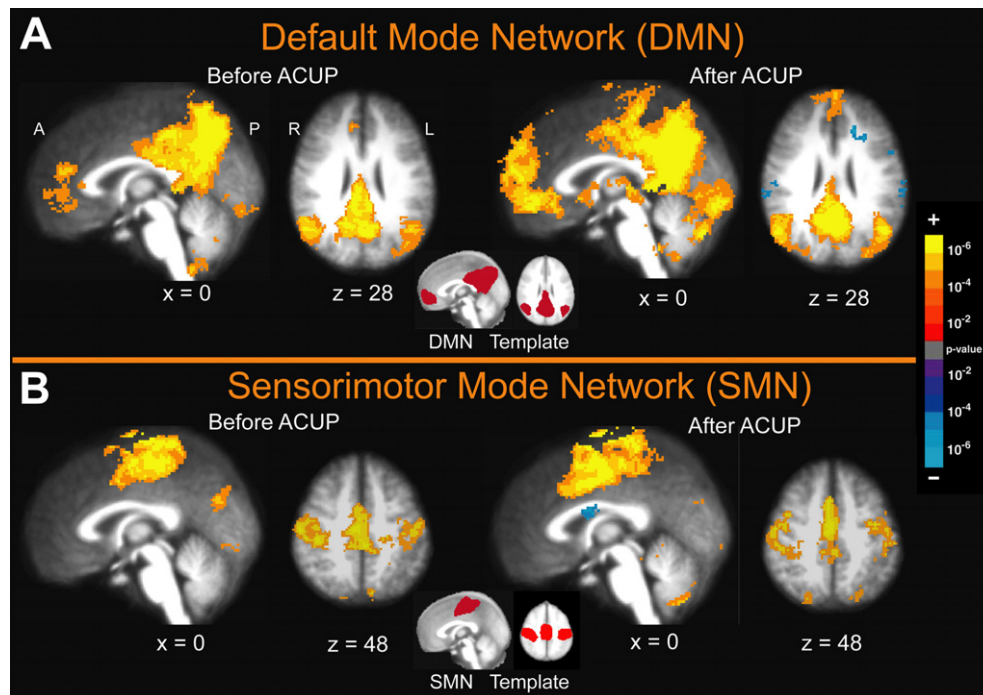 A
Default Mode Network (DMN)
Before ACUP
After ACUP
A
P
R
L
x = 0
z = 28
x = 0
z = 28
DMN Template
+
10-6
10-4
10-2
p-value
10-2
10-4
10-6
–
B
Sensorimotor Mode Network (SMN)
Before ACUP
After ACUP
x = 0
z = 48
x = 0
z = 48
SMN Template